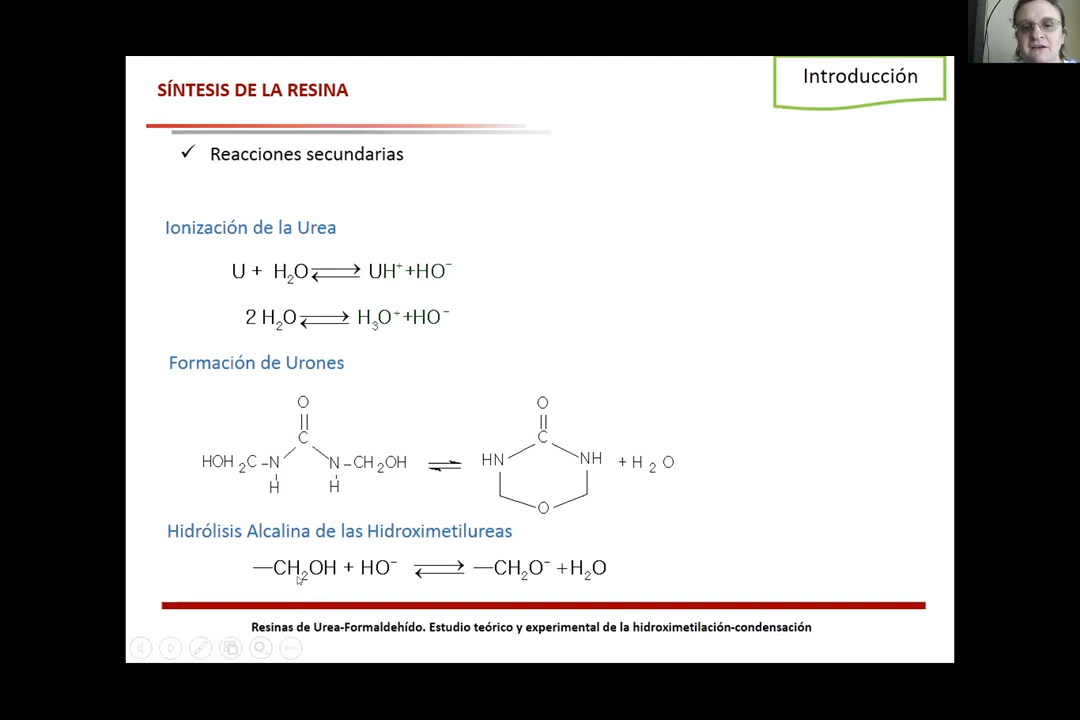 Introducción
SÍNTESIS DE LA RESINA
✓ Reacciones secundarias
Ionización de la Urea
U + H₂O ⇌ UH⁺+HO⁻
2 H₂O ⇌ H₃O⁺+HO⁻
Formación de Urones
O O
C C
HOH₂C–N N–CH₂OH ⇌ HN NH + H₂O
H H
O
Hidrólisis Alcalina de las Hidroximetilureas
—CH₂OH + HO⁻ ⇌ —CH₂O⁻ +H₂O
Resinas de Urea-Formaldehído. Estudio teórico y experimental de la hidroximetilación-condensación